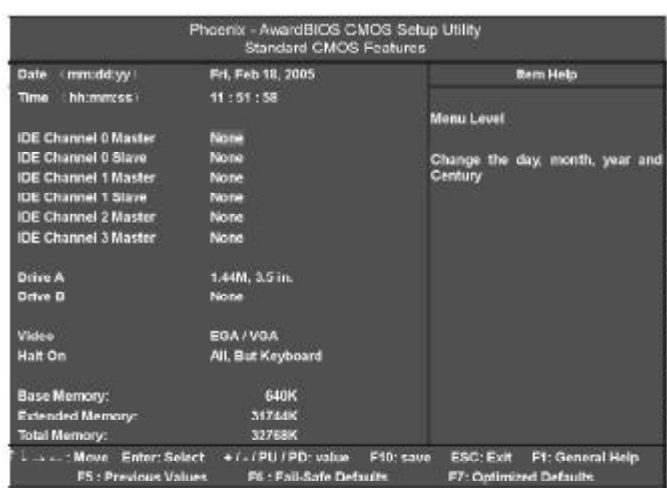 Phoenix - AwardBIOS CMOS Setup Utility
Standard CMOS Features
Date (mm:dd:yy) Fri, Feb 18, 2005
Time (hh:mm:ss) 11 : 51 : 58
IDE Channel 0 Master None
IDE Channel 0 Slave None
IDE Channel 1 Master None
IDE Channel 1 Slave None
IDE Channel 2 Master None
IDE Channel 3 Master None
Drive A 1.44M, 3.5 in.
Drive B None
Video EGA / VGA
Halt On All, But Keyboard
Base Memory: 640K
Extended Memory: 31744K
Total Memory: 32768K
Item Help
Menu Level
Change the day, month, year and
Century
: Move Enter: Select + / - / PU / PD: value F10: save ESC: Exit F1: General Help
F5 : Previous Values F6 : Fail-Safe Defaults F7: Optimized Defaults